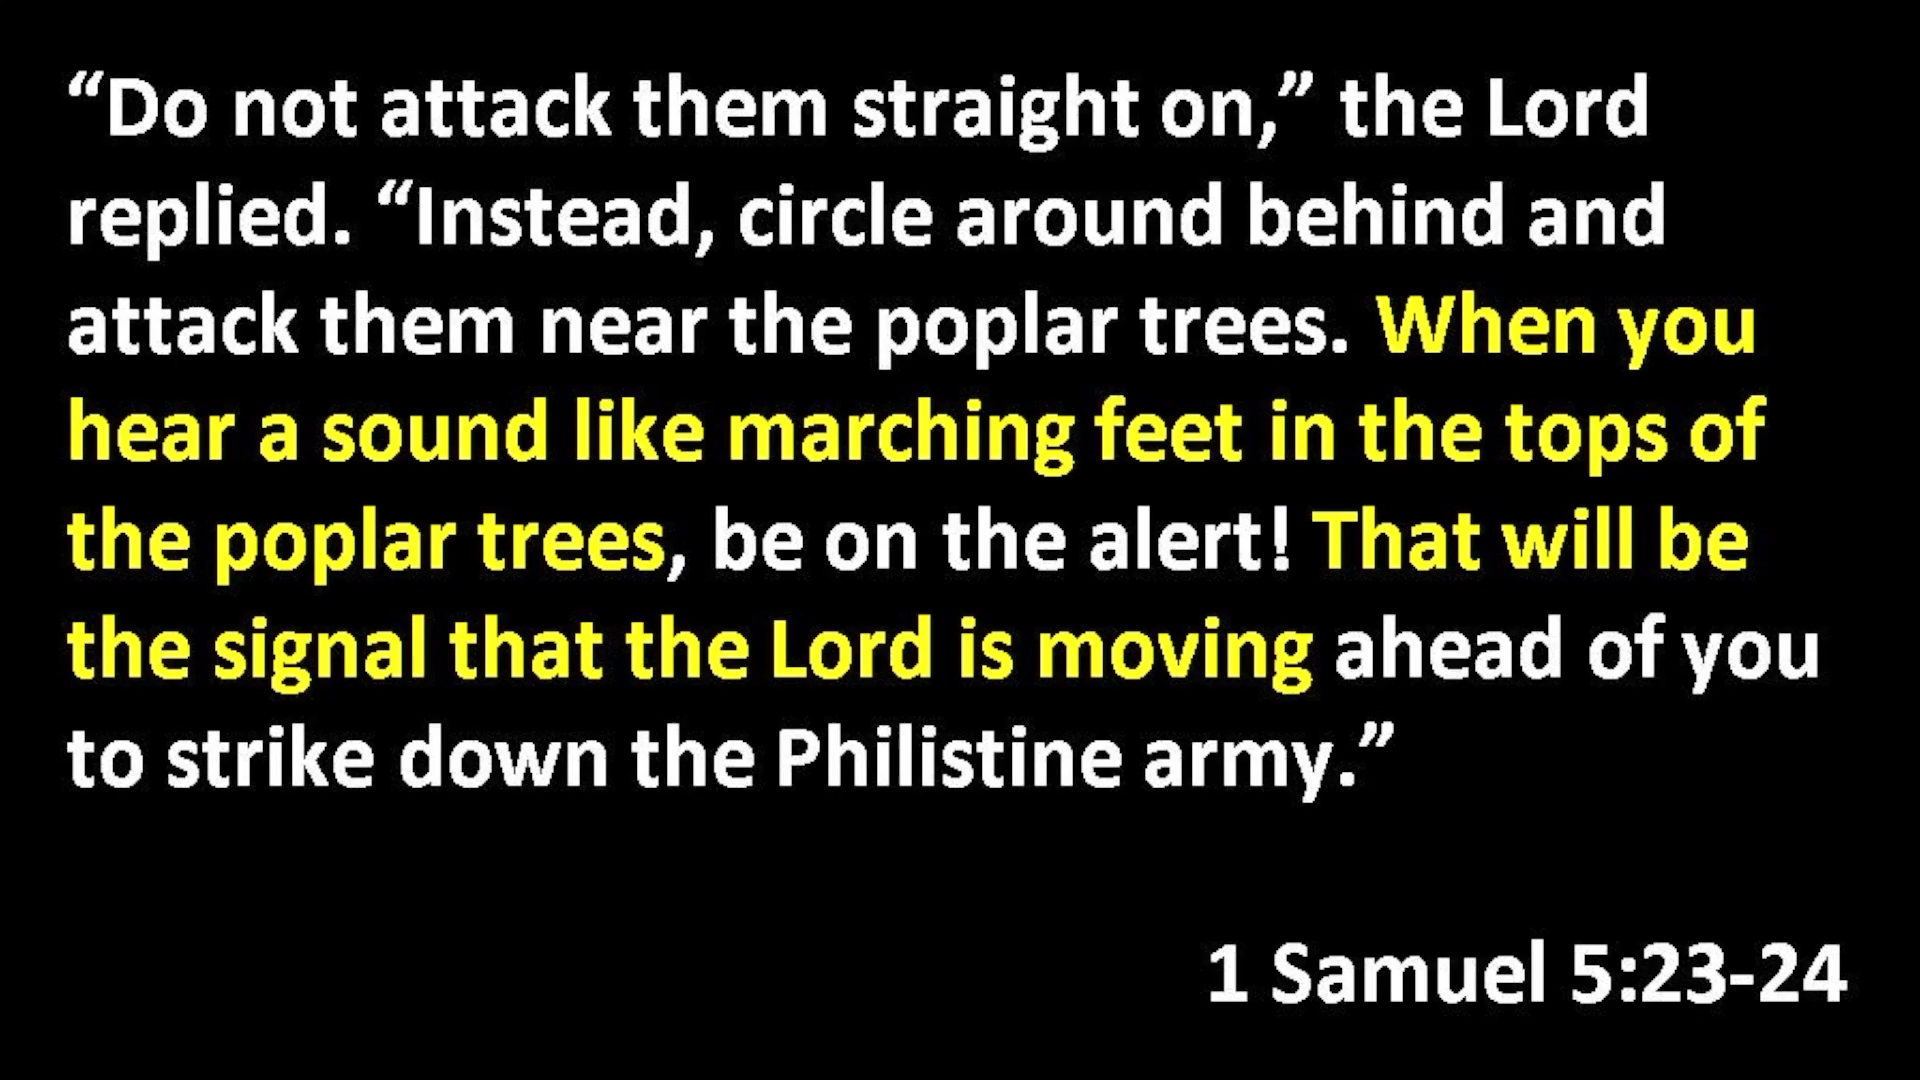 “Do not attack them straight on,” the Lord
replied. “Instead, circle around behind and
attack them near the poplar trees. When you
hear a sound like marching feet in the tops of
the poplar trees, be on the alert! That will be
the signal that the Lord is moving ahead of you
to strike down the Philistine army.”
1 Samuel 5:23-24